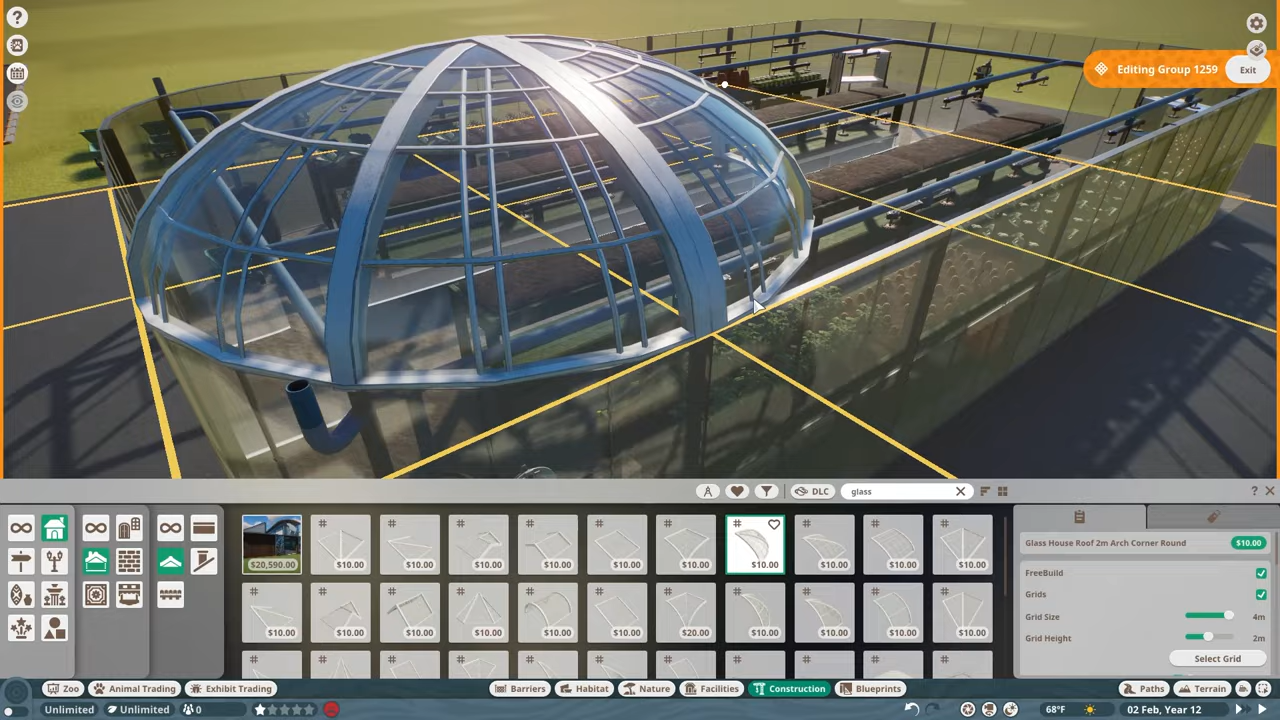 ?
Editing Group 1259
Exit
DLC
glass
?
$20,590.00
$10.00
$10.00
$10.00
$10.00
$10.00
$10.00
$10.00
$10.00
$10.00
$10.00
Glass House Roof 2m Arch Corner Round
$10.00
FreeBuild
Grids
Grid Size
4m
Grid Height
2m
Select Grid
$10.00
$10.00
$10.00
$10.00
$10.00
$10.00
$20.00
$10.00
$10.00
$10.00
$10.00
Zoo
Animal Trading
Exhibit Trading
Barriers
Habitat
Nature
Facilities
Construction
Blueprints
Paths
Terrain
Unlimited
Unlimited
0
68°F
02 Feb, Year 12